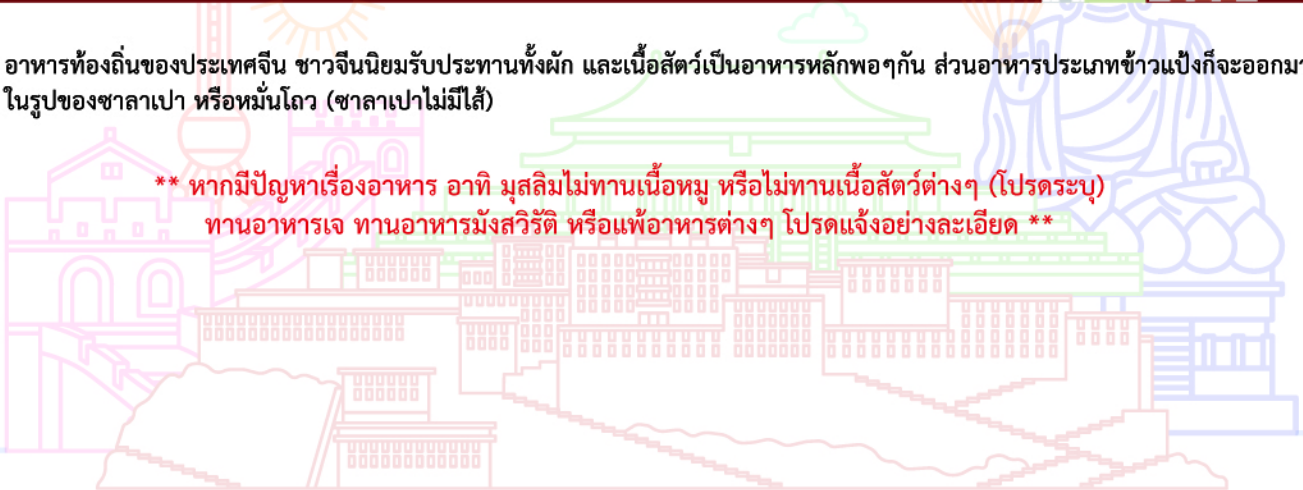 อาหารท้องถิ่นของประเทศจีน ชาวจีนนิยมรับประทานทั้งผัก และเนื้อสัตว์เป็นอาหารหลักพอๆกัน ส่วนอาหารประเภทข้าวแป้งก็จะออกมา
ในรูปของซาลาเปา หรือหมั่นโถว (ซาลาเปาไม่มีไส้)
** หากมีปัญหาเรื่องอาหาร อาทิ มุสลิมไม่ทานเนื้อหมู หรือไม่ทานเนื้อสัตว์ต่างๆ (โปรดระบุ)
ทานอาหารเจ ทานอาหารมังสวิรัติ หรือแพ้อาหารต่างๆ โปรดแจ้งอย่างละเอียด **